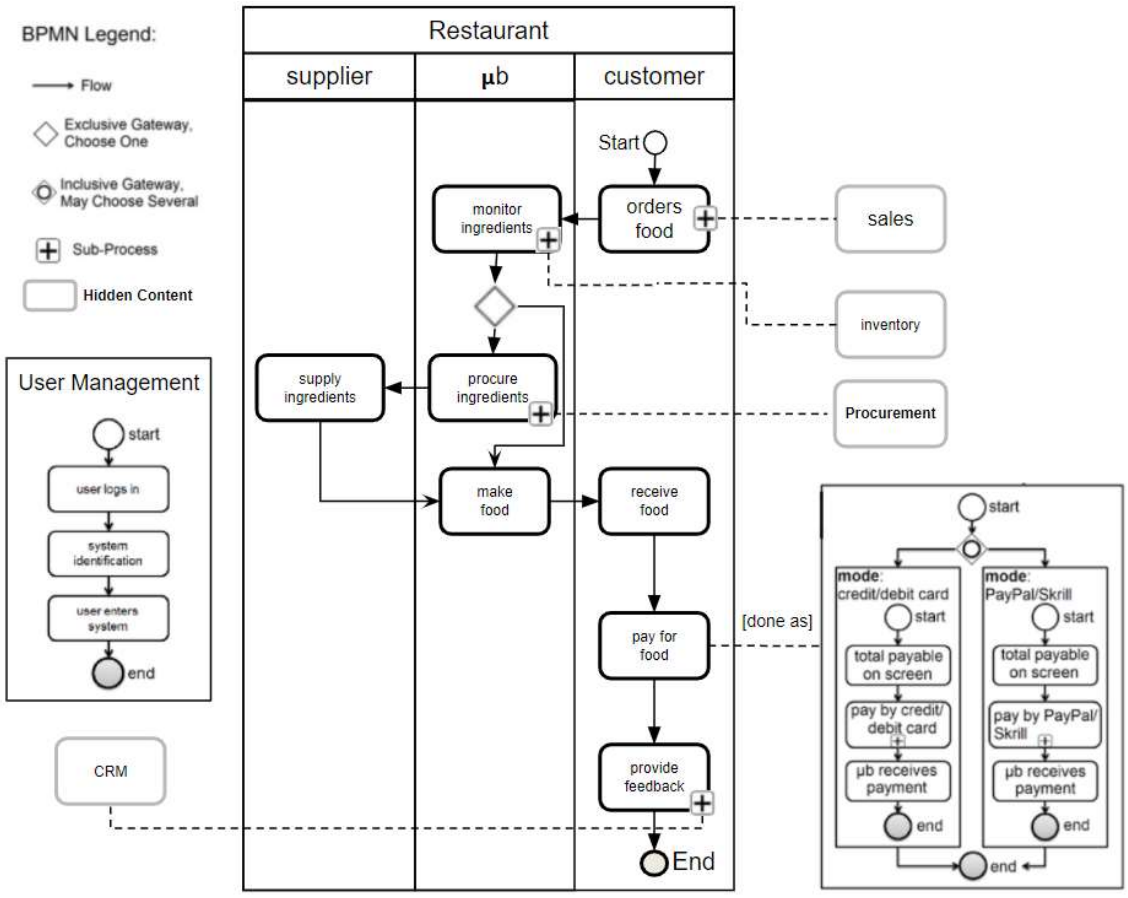 BPMN Legend:
Flow
Exclusive Gateway,
Choose One
Inclusive Gateway,
May Choose Several
Sub-Process
Hidden Content
User Management
start
user logs in
system
identification
user enters
system
end
CRM
Restaurant
supplier
μb
customer
Start
orders
food
monitor
ingredients
supply
ingredients
procure
ingredients
make
food
receive
food
pay for
food
provide
feedback
End
sales
inventory
Procurement
[done as]
start
mode:
credit/debit card
start
total payable
on screen
pay by credit/
debit card
μb receives
payment
end
mode:
PayPal/Skrill
start
total payable
on screen
pay by PayPal/
Skrill
μb receives
payment
end
end